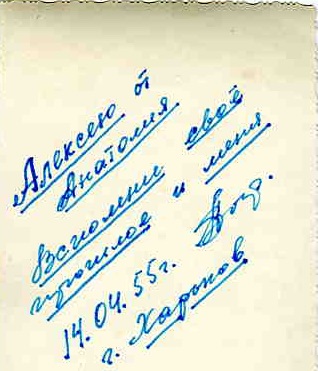 Алексею от
Анатолия
Вспомни своё
прошлое и меня
14.04.55г.
г. Харьков